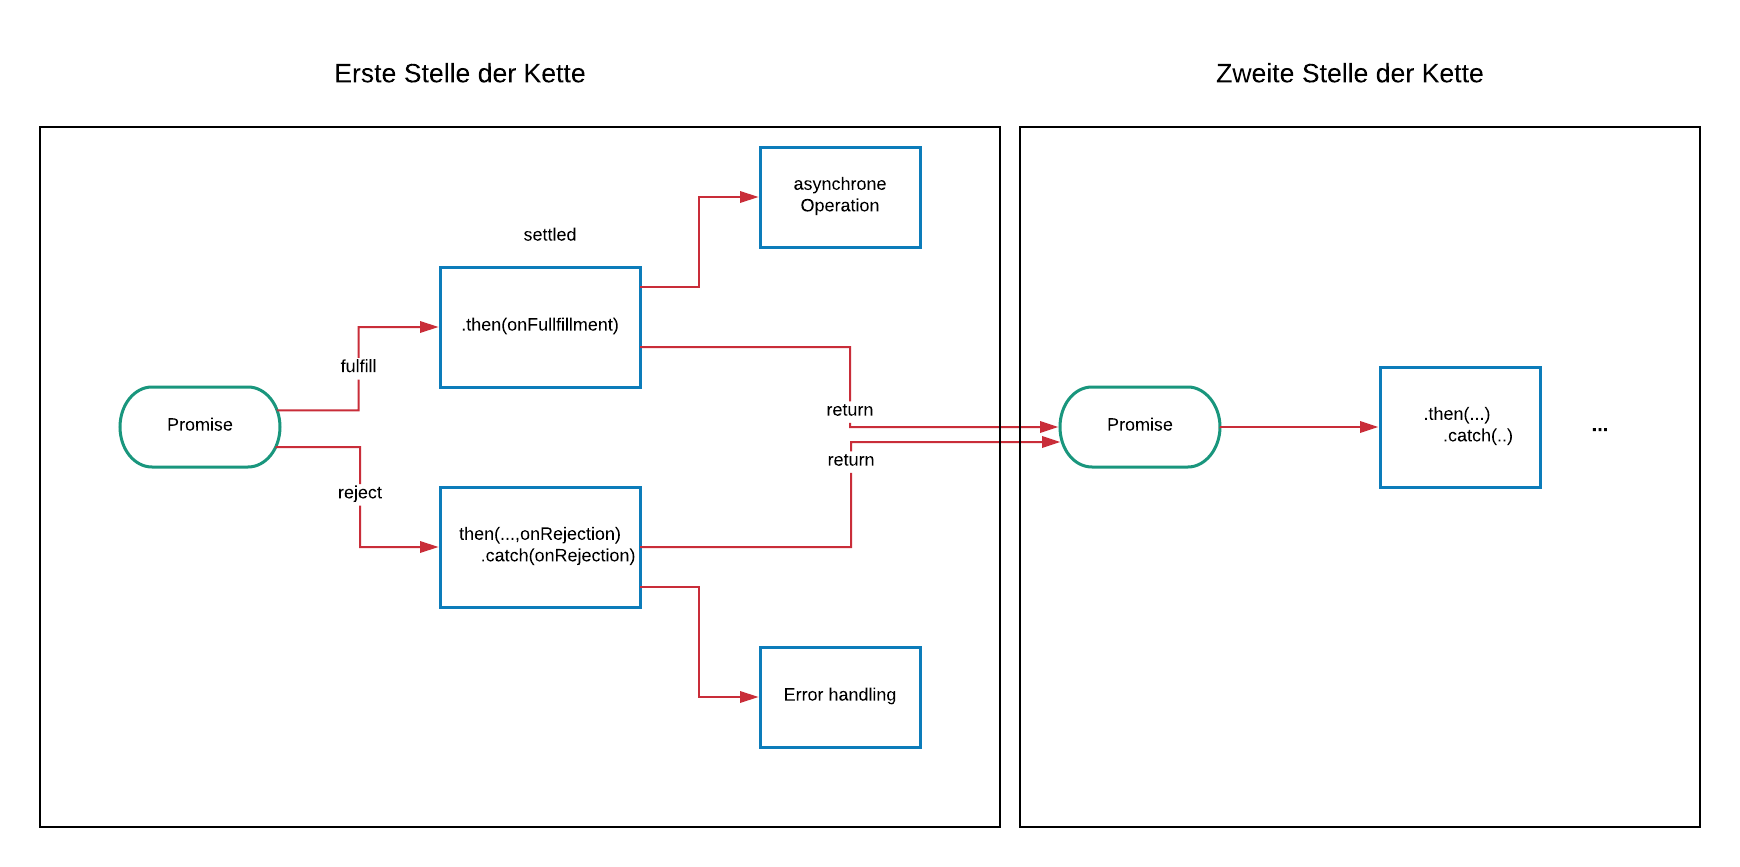 Erste Stelle der Kette
Zweite Stelle der Kette
asynchrone
Operation
settled
.then(onFullfillment)
fulfill
Promise
reject
then(...,onRejection)
.catch(onRejection)
return
return
Error handling
Promise
.then(...)
.catch(..)
...